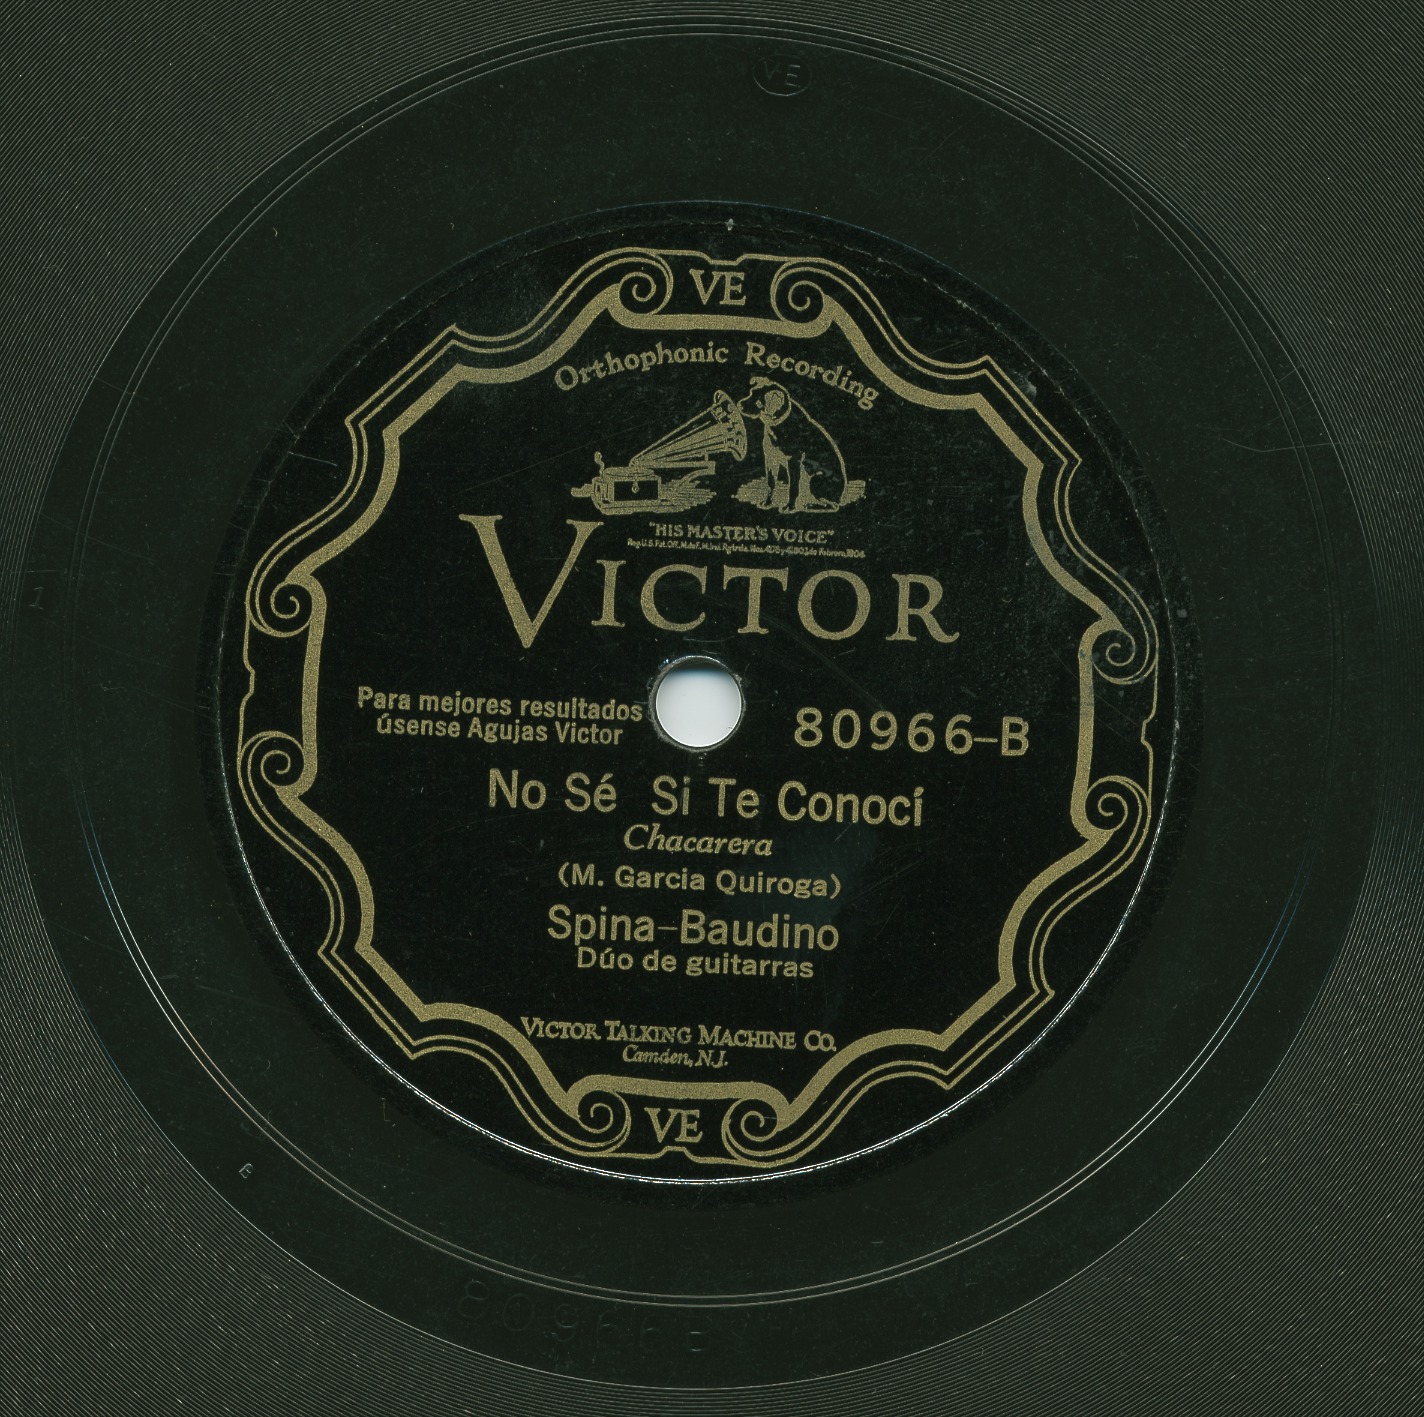 VE
VE
Orthophonic Recording
"HIS MASTER'S VOICE"
VICTOR
Para mejores resultados
úsense Agujas Victor
80966-B
No Sé Si Te Conocí
Chacarera
(M. Garcia Quiroga)
Spina-Baudino
Dúo de guitarras
VICTOR TALKING MACHINE CO.
Camden, N.J.
VE